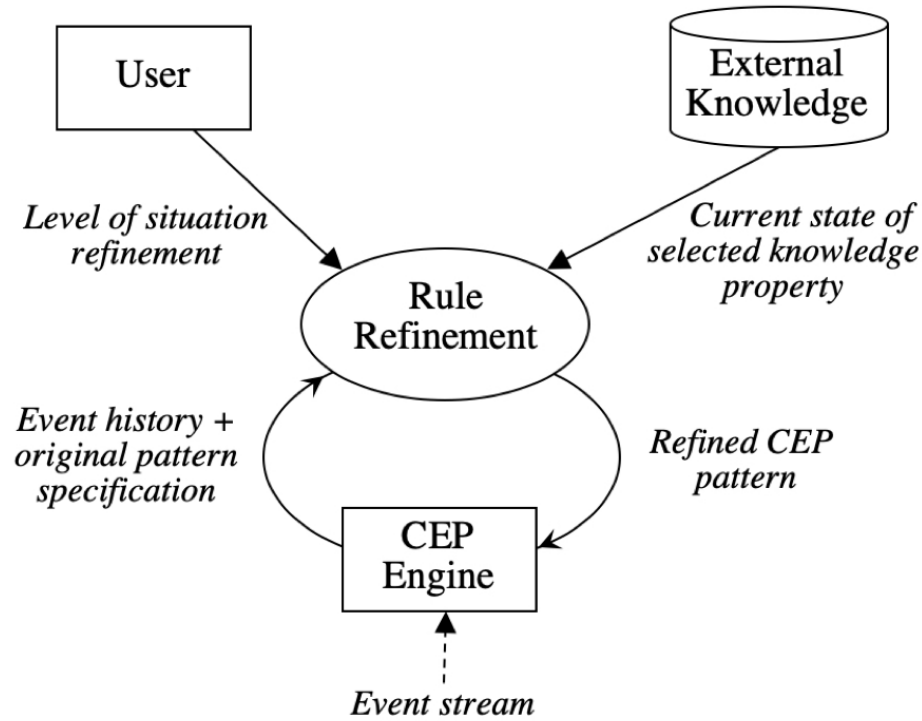 User
External
Knowledge
Level of situation
refinement
Current state of
selected knowledge
property
Rule
Refinement
Event history +
original pattern
specification
Refined CEP
pattern
CEP
Engine
Event stream